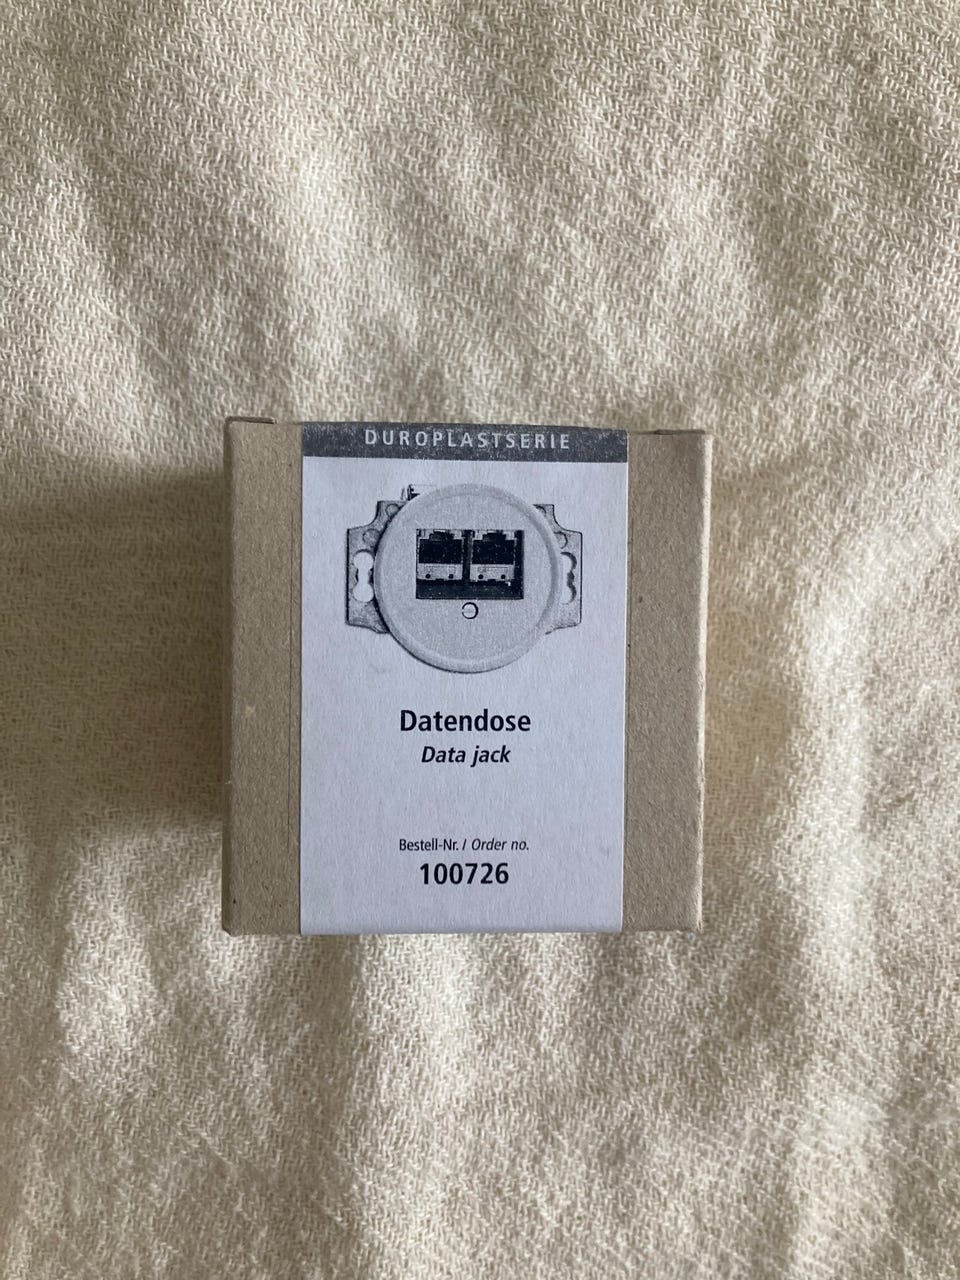 DUROPLASTSERIE
Datendose
Data jack
Bestell-Nr. / Order no.
100726